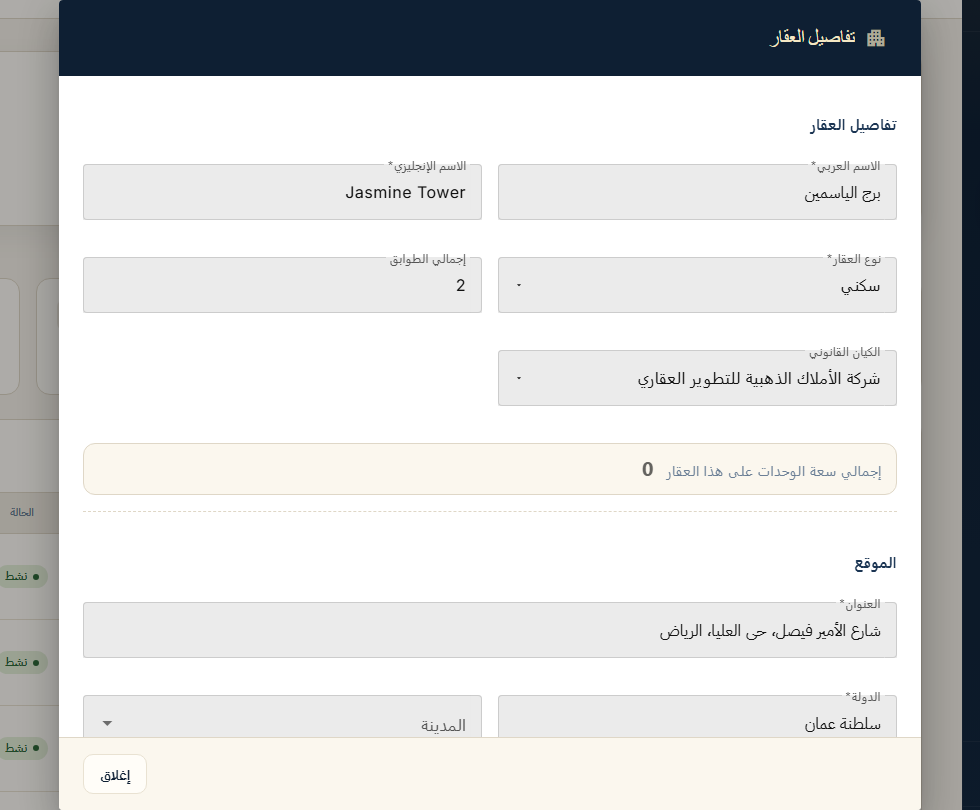 تفاصيل العقار
تفاصيل العقار
الاسم العربي*
برج الياسمين
الاسم الإنجليزي*
Jasmine Tower
نوع العقار*
سكني
إجمالي الطوابق
2
الكيان القانوني
شركة الأملاك الذهبية للتطوير العقاري
إجمالي سعة الوحدات على هذا العقار 0
الموقع
العنوان*
شارع الأمير فيصل، حي العليا، الرياض
الدولة*
سلطنة عمان
المدينة
إغلاق
الحالة
نشط
نشط
نشط